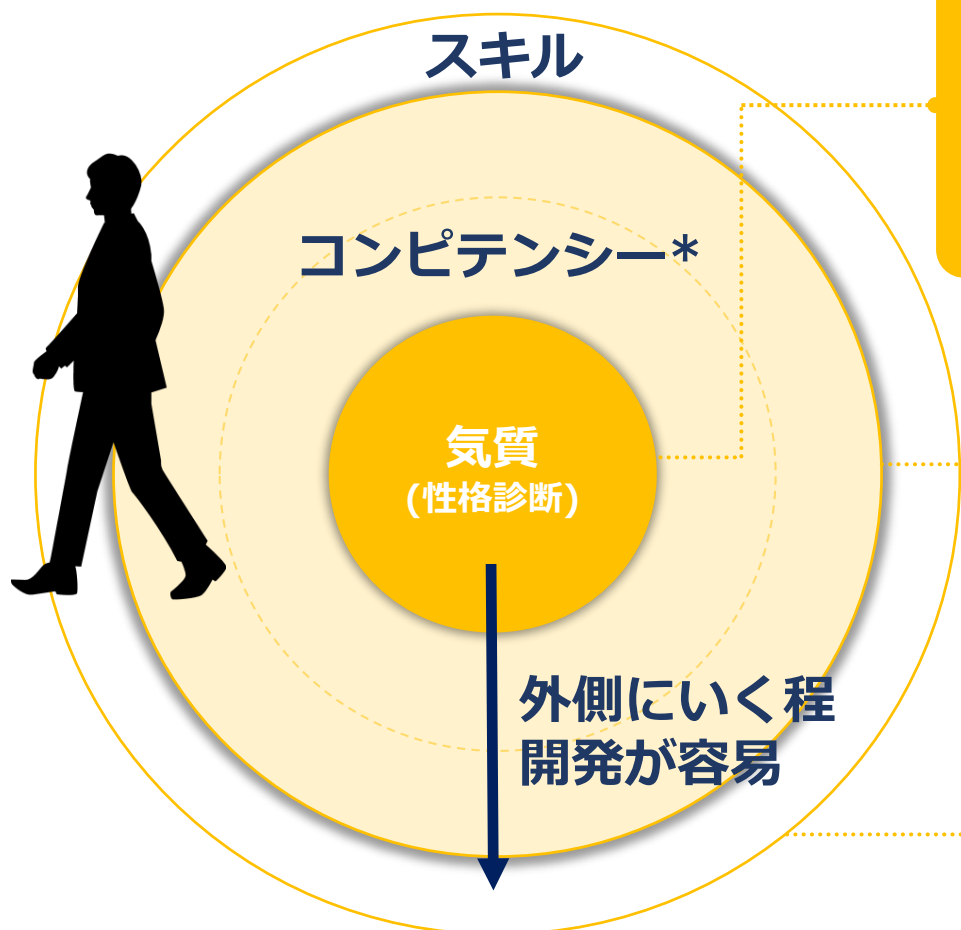 スキル
コンピテンシー*
気質
(性格診断)
外側にいく程
開発が容易